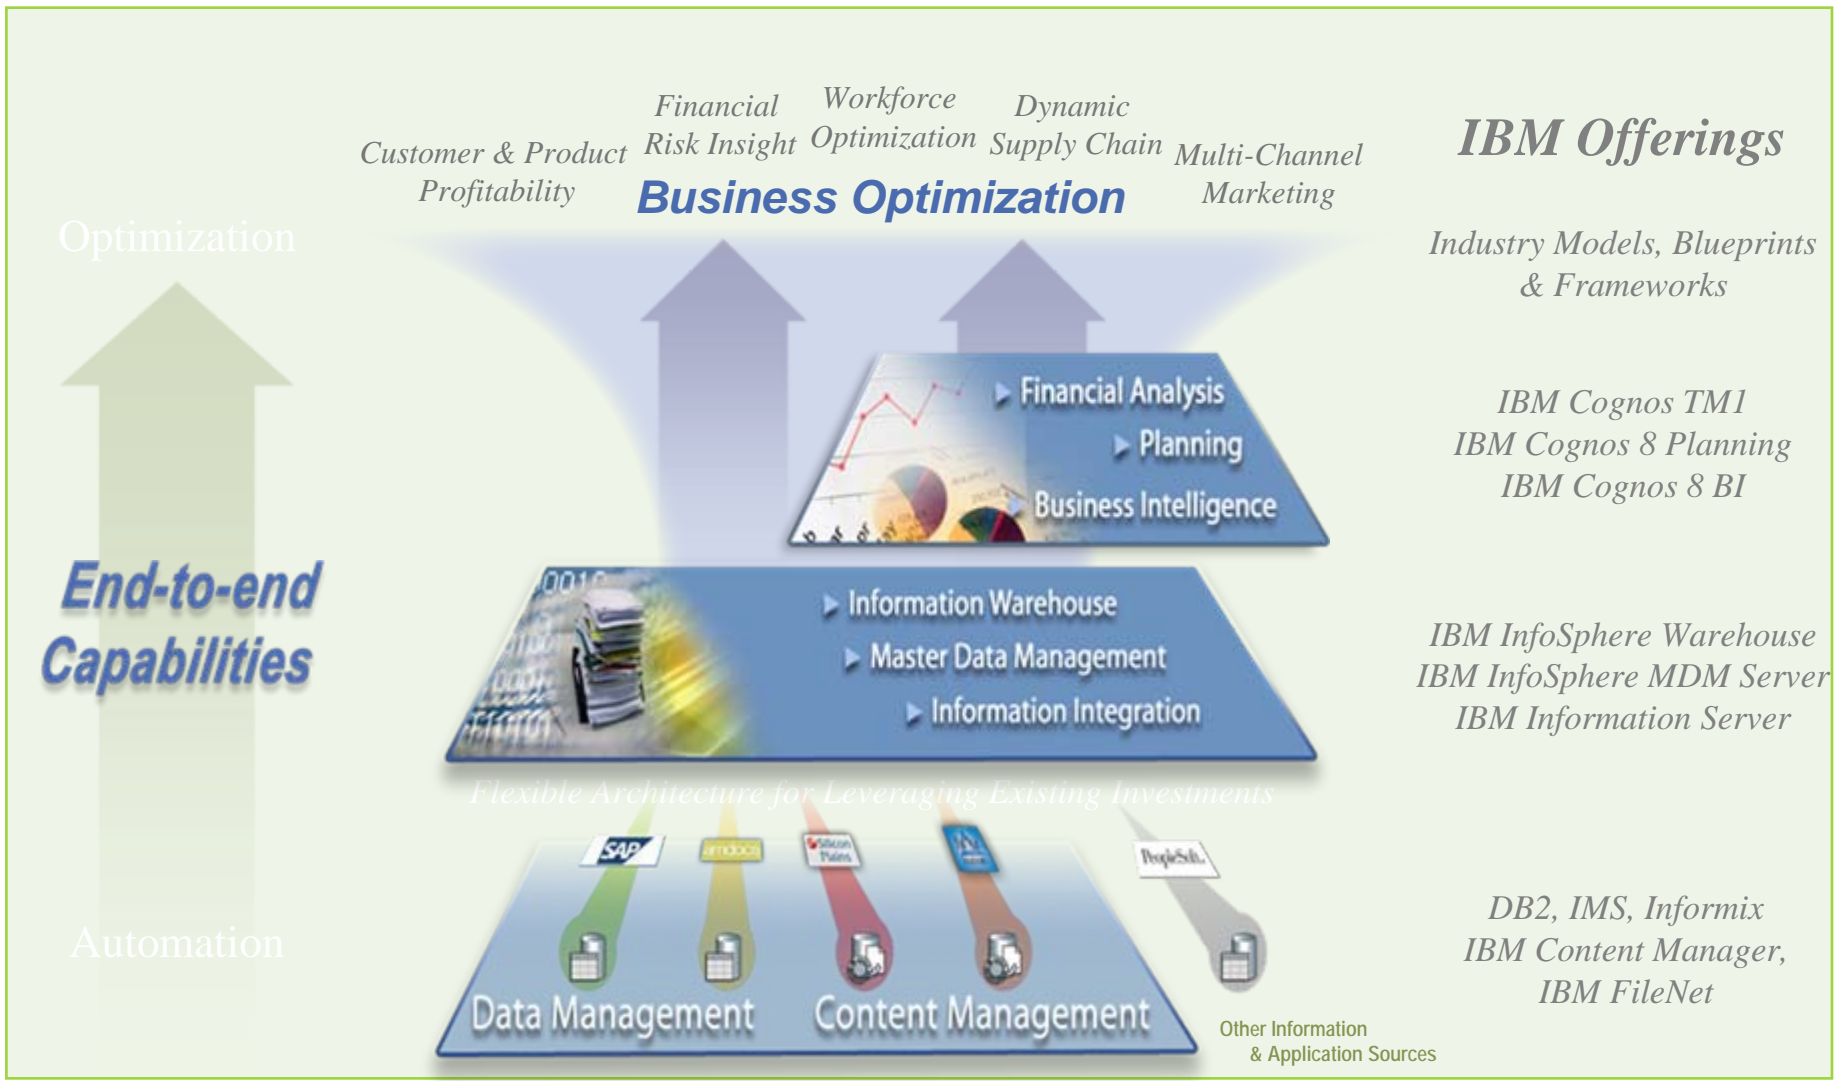 Financial
Risk Insight
Workforce
Optimization
Dynamic
Supply Chain
Customer & Product
Profitability
Multi-Channel
Marketing
Business Optimization
IBM Offerings
Optimization
Industry Models, Blueprints
& Frameworks
Financial Analysis
Planning
Business Intelligence
IBM Cognos TM1
IBM Cognos 8 Planning
IBM Cognos 8 BI
End-to-end
Capabilities
Information Warehouse
Master Data Management
Information Integration
IBM InfoSphere Warehouse
IBM InfoSphere MDM Server
IBM Information Server
Flexible Architecture for Leveraging Existing Investments
SAP
amdocs
Silicon
Plains
PeopleSoft
Automation
Data Management
Content Management
DB2, IMS, Informix
IBM Content Manager,
IBM FileNet
Other Information
& Application Sources